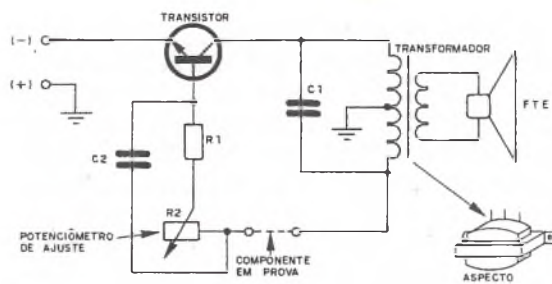 TRANSISTOR
(-)
(+)
TRANSFORMADOR
C1
FTE
R1
C2
R2
POTENCIÔMETRO
DE AJUSTE
COMPONENTE
EM PROVA
ASPECTO